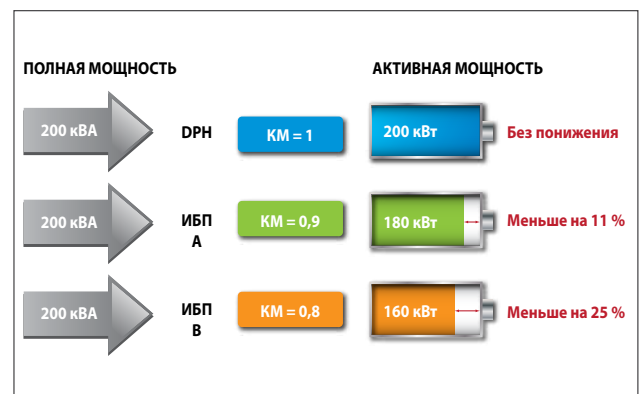 ПОЛНАЯ МОЩНОСТЬ
АКТИВНАЯ МОЩНОСТЬ
200 кВА
DPH
КМ = 1
200 кВт
Без понижения
200 кВА
ИБП
А
КМ = 0,9
180 кВт
Меньше на 11 %
200 кВА
ИБП
В
КМ = 0,8
160 кВт
Меньше на 25 %